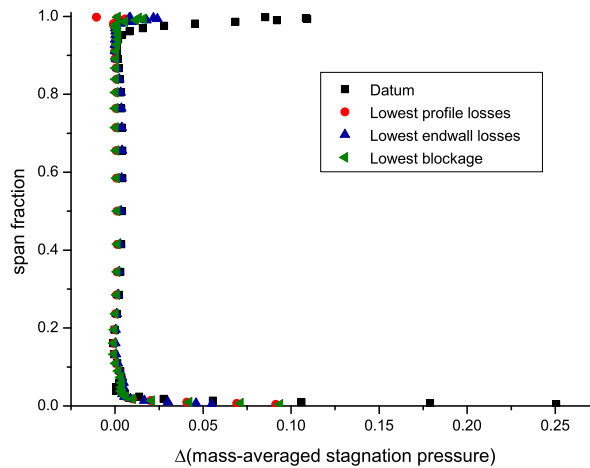 1.0
0.8
0.6
0.4
0.2
0.0
span fraction
Datum
Lowest profile losses
Lowest endwall losses
Lowest blockage
0.00 0.05 0.10 0.15 0.20 0.25
Δ(mass-averaged stagnation pressure)